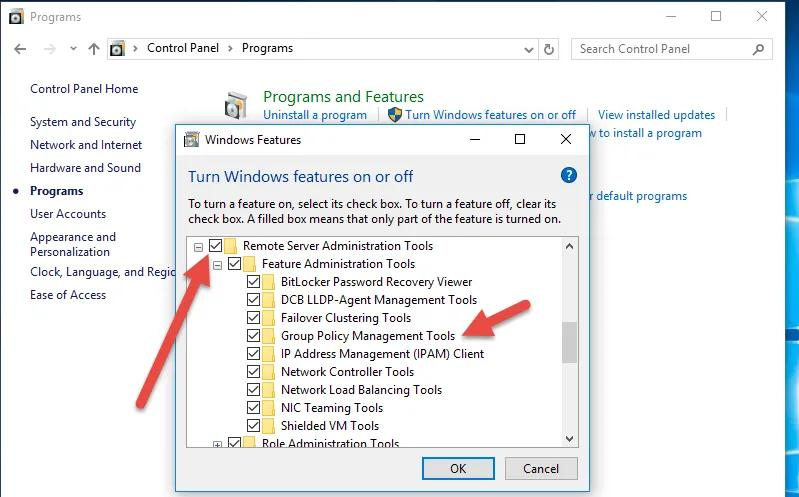 Programs
Control Panel
Programs
Search Control Panel
Control Panel Home
System and Security
Network and Internet
Hardware and Sound
Programs
User Accounts
Appearance and
Personalization
Clock, Language, and Regio
Ease of Access
Programs and Features
Uninstall a program
Turn Windows features on or off
View installed updates
w to install a program
r default programs
Windows Features
Turn Windows features on or off
?
To turn a feature on, select its check box. To turn a feature off, clear its
check box. A filled box means that only part of the feature is turned on.
Remote Server Administration Tools
Feature Administration Tools
BitLocker Password Recovery Viewer
DCB LLDP-Agent Management Tools
Failover Clustering Tools
Group Policy Management Tools
IP Address Management (IPAM) Client
Network Controller Tools
Network Load Balancing Tools
NIC Teaming Tools
Shielded VM Tools
Role Administration Tools
OK
Cancel